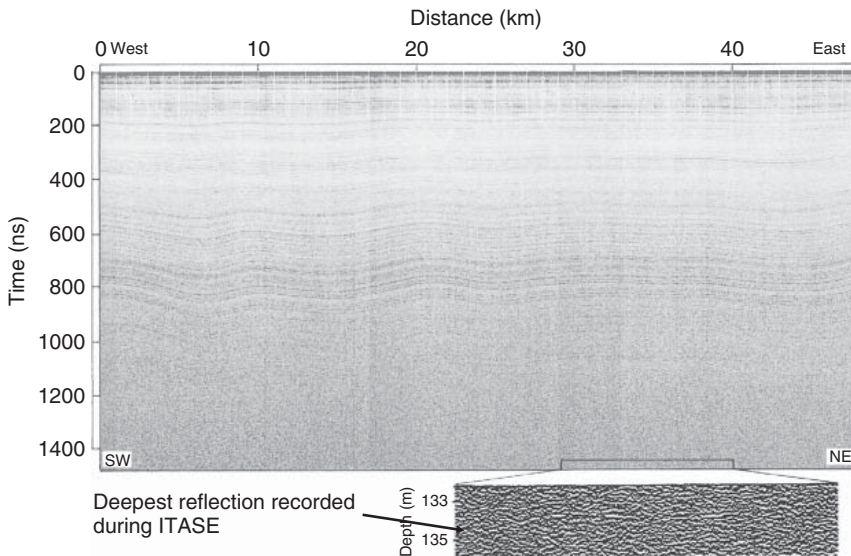 Distance (km)
0 West 10 20 30 40 East
0
200
400
600
800
1000
1200
1400
Time (ns)
SW NE
Deepest reflection recorded
during ITASE
Depth (m)
133
135